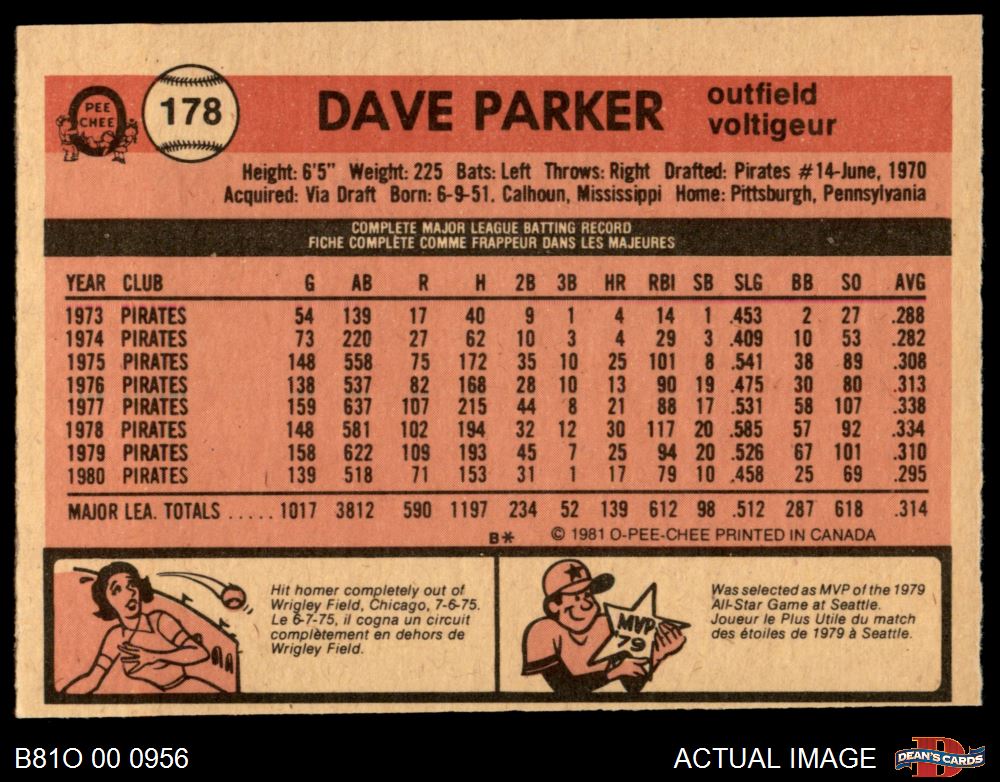 O
PEE
CHEE
178
DAVE PARKER
outfield
voltigeur
Height: 6'5" Weight: 225 Bats: Left Throws: Right Drafted: Pirates #14-June, 1970
Acquired: Via Draft Born: 6-9-51. Calhoun, Mississippi Home: Pittsburgh, Pennsylvania
COMPLETE MAJOR LEAGUE BATTING RECORD
FICHE COMPLÈTE COMME FRAPPEUR DANS LES MAJEURES
YEAR CLUB G AB R H 2B 3B HR RBI SB SLG BB SO AVG
1973 PIRATES 54 139 17 40 9 1 4 14 1 .453 2 27 .288
1974 PIRATES 73 220 27 62 10 3 4 29 3 .409 10 53 .282
1975 PIRATES 148 558 75 172 35 10 25 101 8 .541 38 89 .308
1976 PIRATES 138 537 82 168 28 10 13 90 19 .475 30 80 .313
1977 PIRATES 159 637 107 215 44 8 21 88 17 .531 58 107 .338
1978 PIRATES 148 581 102 194 32 12 30 117 20 .585 57 92 .334
1979 PIRATES 158 622 109 193 45 7 25 94 20 .526 67 101 .310
1980 PIRATES 139 518 71 153 31 1 17 79 10 .458 25 69 .295
MAJOR LEA. TOTALS ..... 1017 3812 590 1197 234 52 139 612 98 .512 287 618 .314
B* © 1981 O-PEE-CHEE PRINTED IN CANADA
Hit homer completely out of
Wrigley Field, Chicago, 7-6-75.
Le 6-7-75, il cogna un circuit
complètement en dehors de
Wrigley Field.
MVP
'79
Was selected as MVP of the 1979
All-Star Game at Seattle.
Joueur le Plus Utile du match
des étoiles de 1979 à Seattle.
B81O 00 0956
ACTUAL IMAGE
D
DEAN'S CARDS